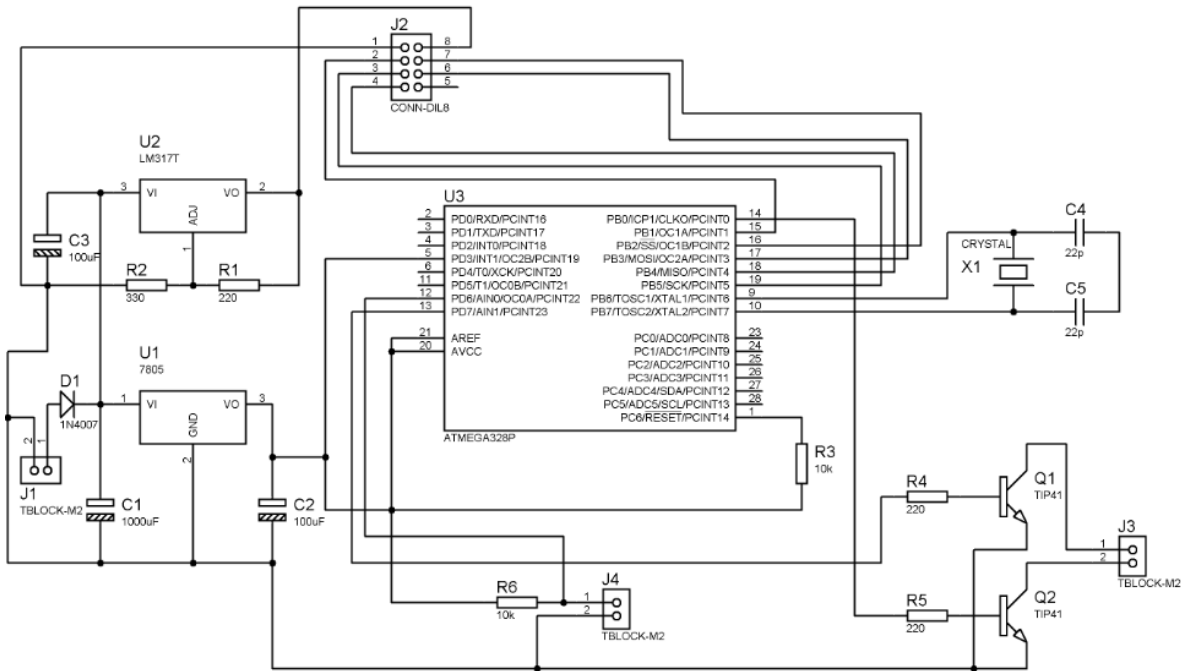 J2
1 8
2 7
3 6
4 5
CONN-DIL8
U2
LM317T
3 VI VO 2
ADJ
1
C3
100uF
R2
330
R1
220
U1
7805
D1
1N4007
1 VI VO 3
GND
2
2 1
J1
TBLOCK-M2
C1
1000uF
C2
100uF
U3
2 PD0/RXD/PCINT16 PB0/ICP1/CLKO/PCINT0 14
3 PD1/TXD/PCINT17 PB1/OC1A/PCINT1 15
4 PD2/INT0/PCINT18 PB2/SS/OC1B/PCINT2 16
5 PD3/INT1/OC2B/PCINT19 PB3/MOSI/OC2A/PCINT3 17
6 PD4/T0/XCK/PCINT20 PB4/MISO/PCINT4 18
11 PD5/T1/OC0B/PCINT21 PB5/SCK/PCINT5 19
12 PD6/AIN0/OC0A/PCINT22 PB6/TOSC1/XTAL1/PCINT6 9
13 PD7/AIN1/PCINT23 PB7/TOSC2/XTAL2/PCINT7 10
21 AREF PC0/ADC0/PCINT8 23
20 AVCC PC1/ADC1/PCINT9 24
PC2/ADC2/PCINT10 25
PC3/ADC3/PCINT11 26
PC4/ADC4/SDA/PCINT12 27
PC5/ADC5/SCL/PCINT13 28
PC6/RESET/PCINT14 1
ATMEGA328P
CRYSTAL
X1
C4
22p
C5
22p
R3
10k
R4
220
Q1
TIP41
J3
1
2
TBLOCK-M2
R5
220
Q2
TIP41
R6
10k
J4
1
2
TBLOCK-M2